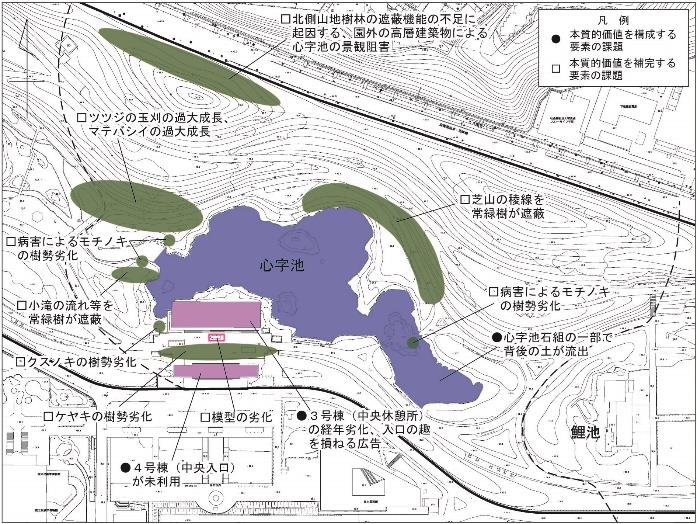 □北側山地樹林の遮蔽機能の不足に
起因する、園外の高層建築物による
心字池の景観阻害
凡　例
● 本質的価値を構成する
要素の課題
□ 本質的価値を補完する
要素の課題
□ツツジの玉刈の過大成長、
マテバシイの過大成長
□芝山の稜線を
常緑樹が遮蔽
□病害によるモチノキ
の樹勢劣化
心字池
□小滝の流れ等を
常緑樹が遮蔽
□病害によるモチノキ
の樹勢劣化
●心字池石組の一部で
背後の土が流出
□クスノキの樹勢劣化
□ケヤキの樹勢劣化
□模型の劣化
●３号棟（中央休憩所）
の経年劣化、入口の趣
を損ねる広告
鯉池
●４号棟（中央入口）
が未利用